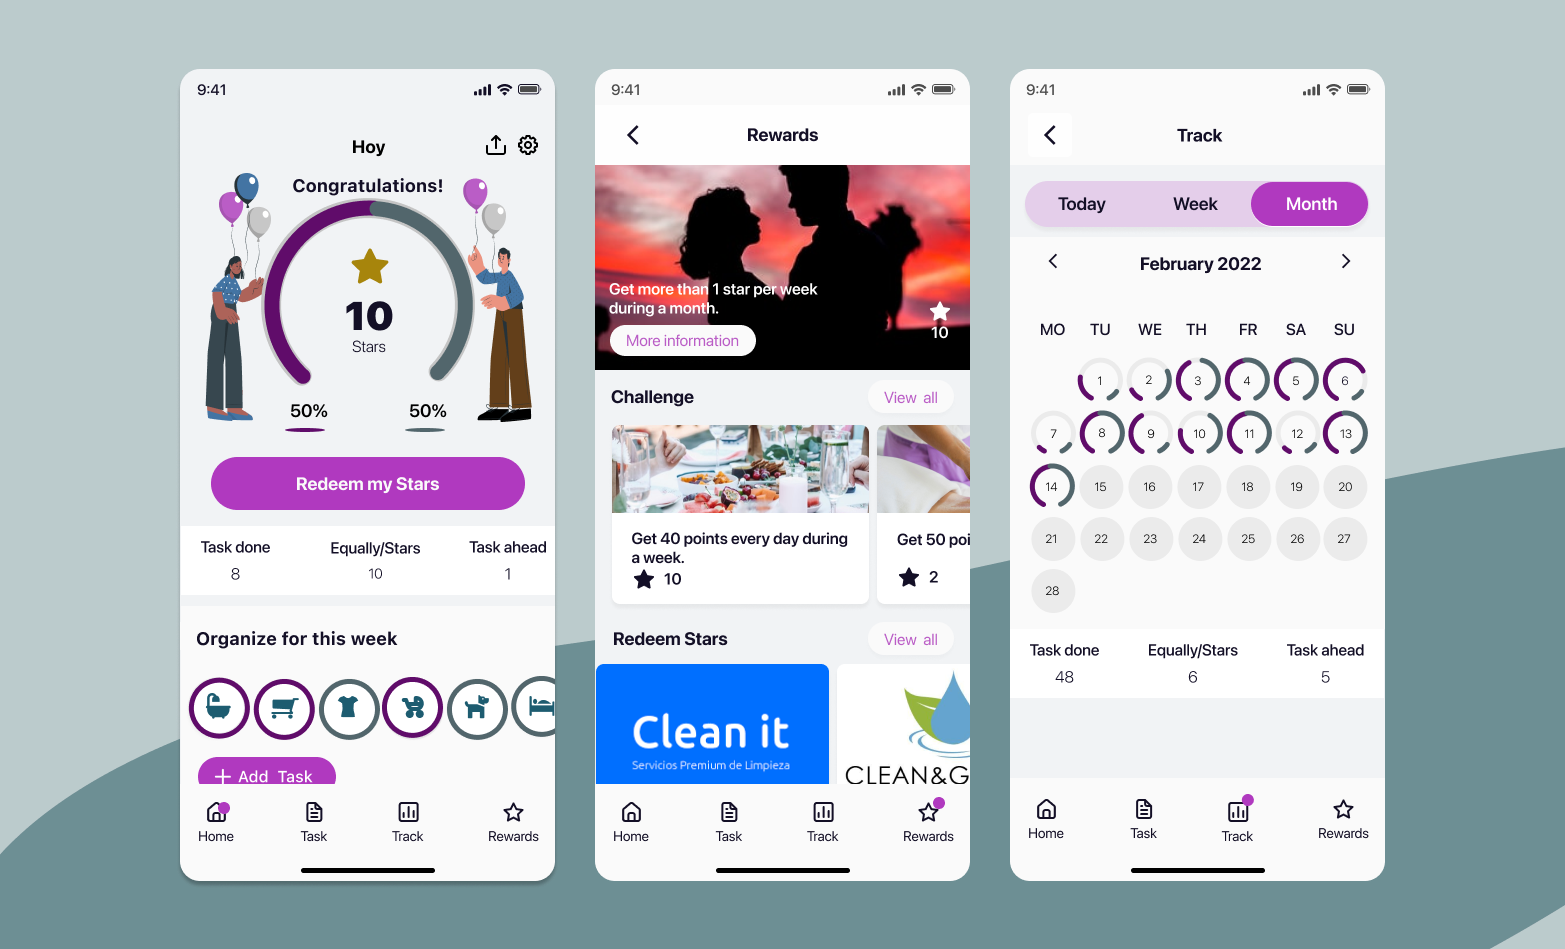 9:41
Hoy
Congratulations!
10
Stars
50% 50%
Redeem my Stars
Task done Equally/Stars Task ahead
8 10 1
Organize for this week
Add Task
Home Task Track Rewards
9:41
Rewards
Get more than 1 star per week
during a month.
10
More information
Challenge View all
Get 40 points every day during
a week.
10
Get 50 poi
2
Redeem Stars View all
Clean it
Servicios Premium de Limpieza
CLEAN&G
Home Task Track Rewards
9:41
Track
Today Week Month
February 2022
MO TU WE TH FR SA SU
1 2 3 4 5 6
7 8 9 10 11 12 13
14 15 16 17 18 19 20
21 22 23 24 25 26 27
28
Task done Equally/Stars Task ahead
48 6 5
Home Task Track Rewards